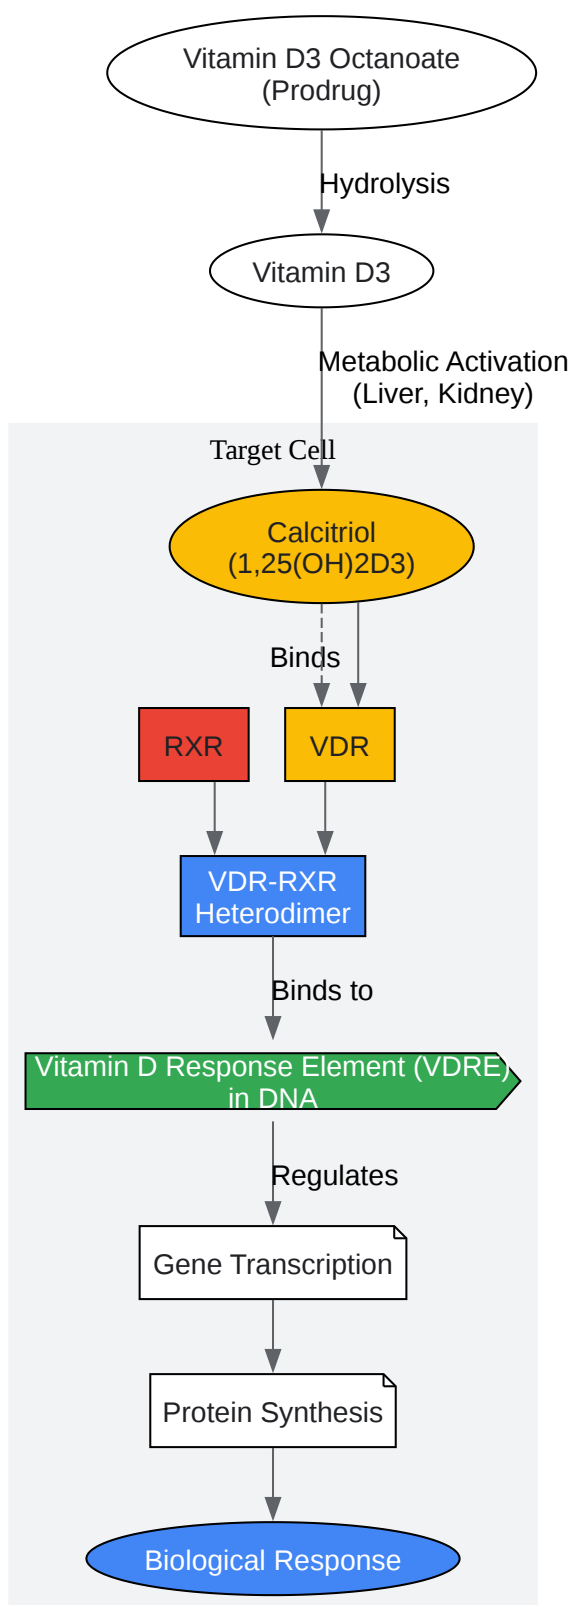 Vitamin D3 Octanoate
(Prodrug)
Hydrolysis
Vitamin D3
Metabolic Activation
(Liver, Kidney)
Target Cell
Calcitriol
(1,25(OH)2D3)
Binds
RXR
VDR
VDR-RXR
Heterodimer
Binds to
Vitamin D Response Element (VDRE)
in DNA
Regulates
Gene Transcription
Protein Synthesis
Biological Response